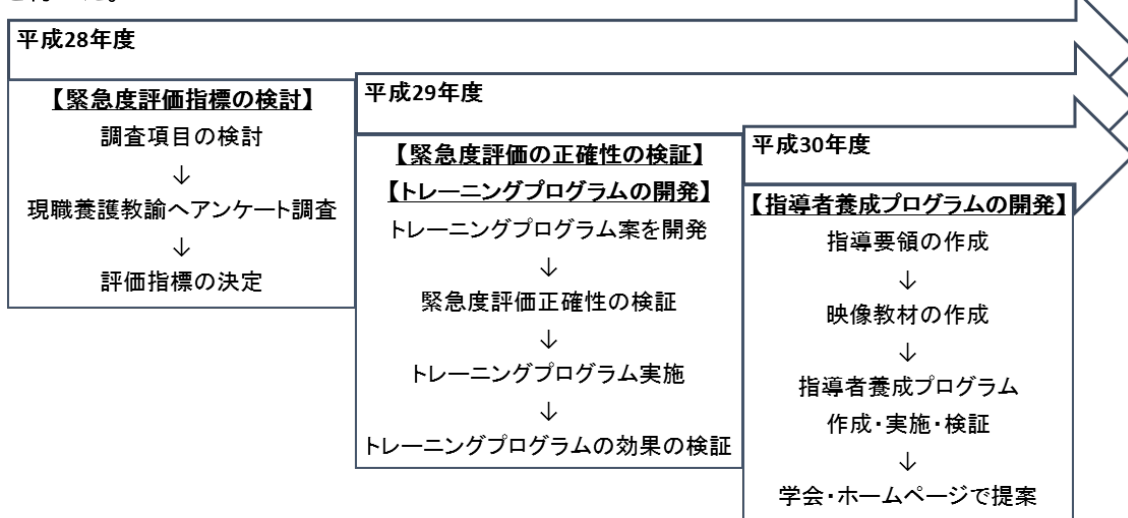 平成28年度
【緊急度評価指標の検討】
調査項目の検討
↓
現職養護教諭へアンケート調査
↓
評価指標の決定
平成29年度
【緊急度評価の正確性の検証】
【トレーニングプログラムの開発】
トレーニングプログラム案を開発
↓
緊急度評価正確性の検証
↓
トレーニングプログラム実施
↓
トレーニングプログラムの効果の検証
平成30年度
【指導者養成プログラムの開発】
指導要領の作成
↓
映像教材の作成
↓
指導者養成プログラム
作成・実施・検証
↓
学会・ホームページで提案